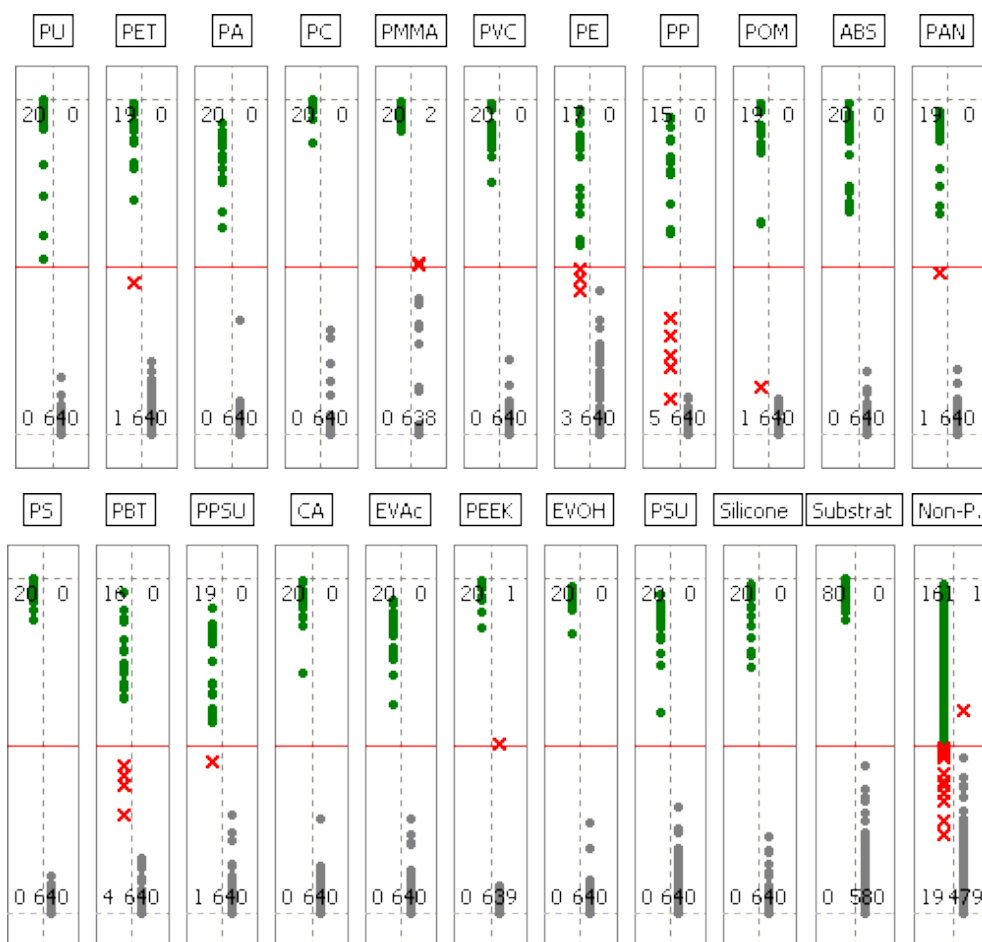 PU PET PA PC PMMA PVC PE PP POM ABS PAN
20 0 19 0 20 0 20 0 20 2 20 0 17 0 15 0 19 0 20 0 19 0
0 640 1 640 0 640 0 640 0 638 0 640 3 640 5 640 1 640 0 640 1 640
PS PBT PPSU CA EVAc PEEK EVOH PSU Silicone Substrat Non-P.
20 0 16 0 19 0 20 0 20 0 20 1 20 0 20 0 20 0 80 0 161 1
0 640 4 640 1 640 0 640 0 640 0 639 0 640 0 640 0 640 0 580 19 479